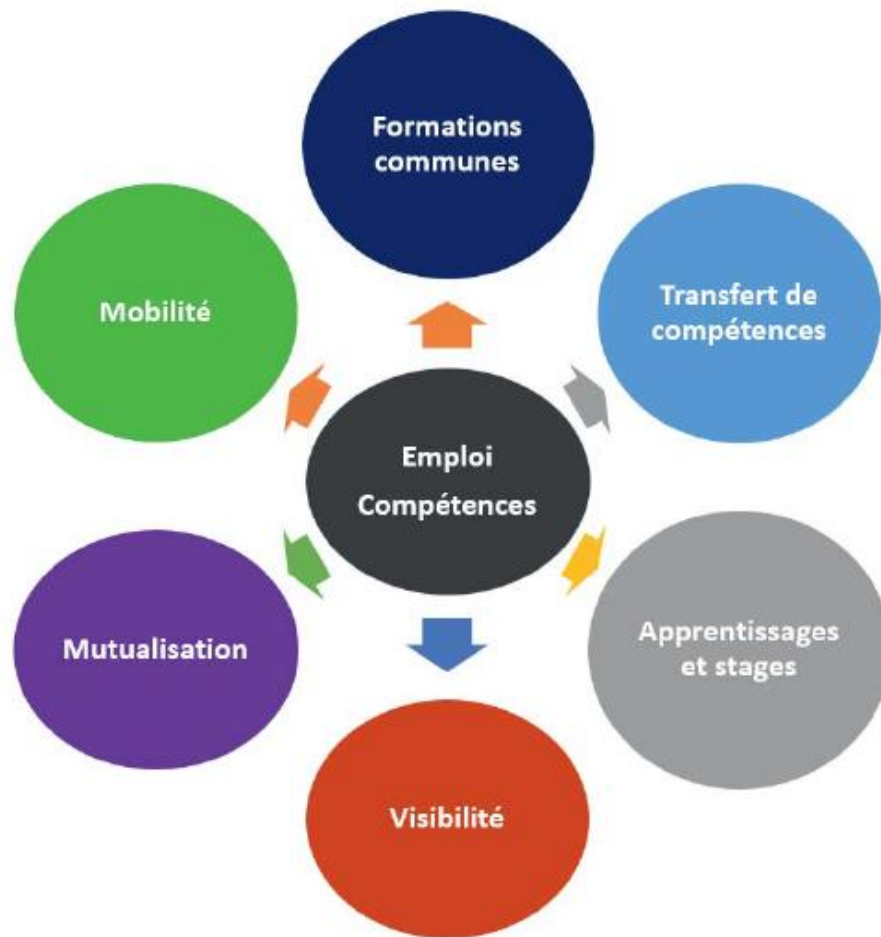 Formations
communes
Mobilité
Transfert de
compétences
Emploi
Compétences
Mutualisation
Apprentissages
et stages
Visibilité